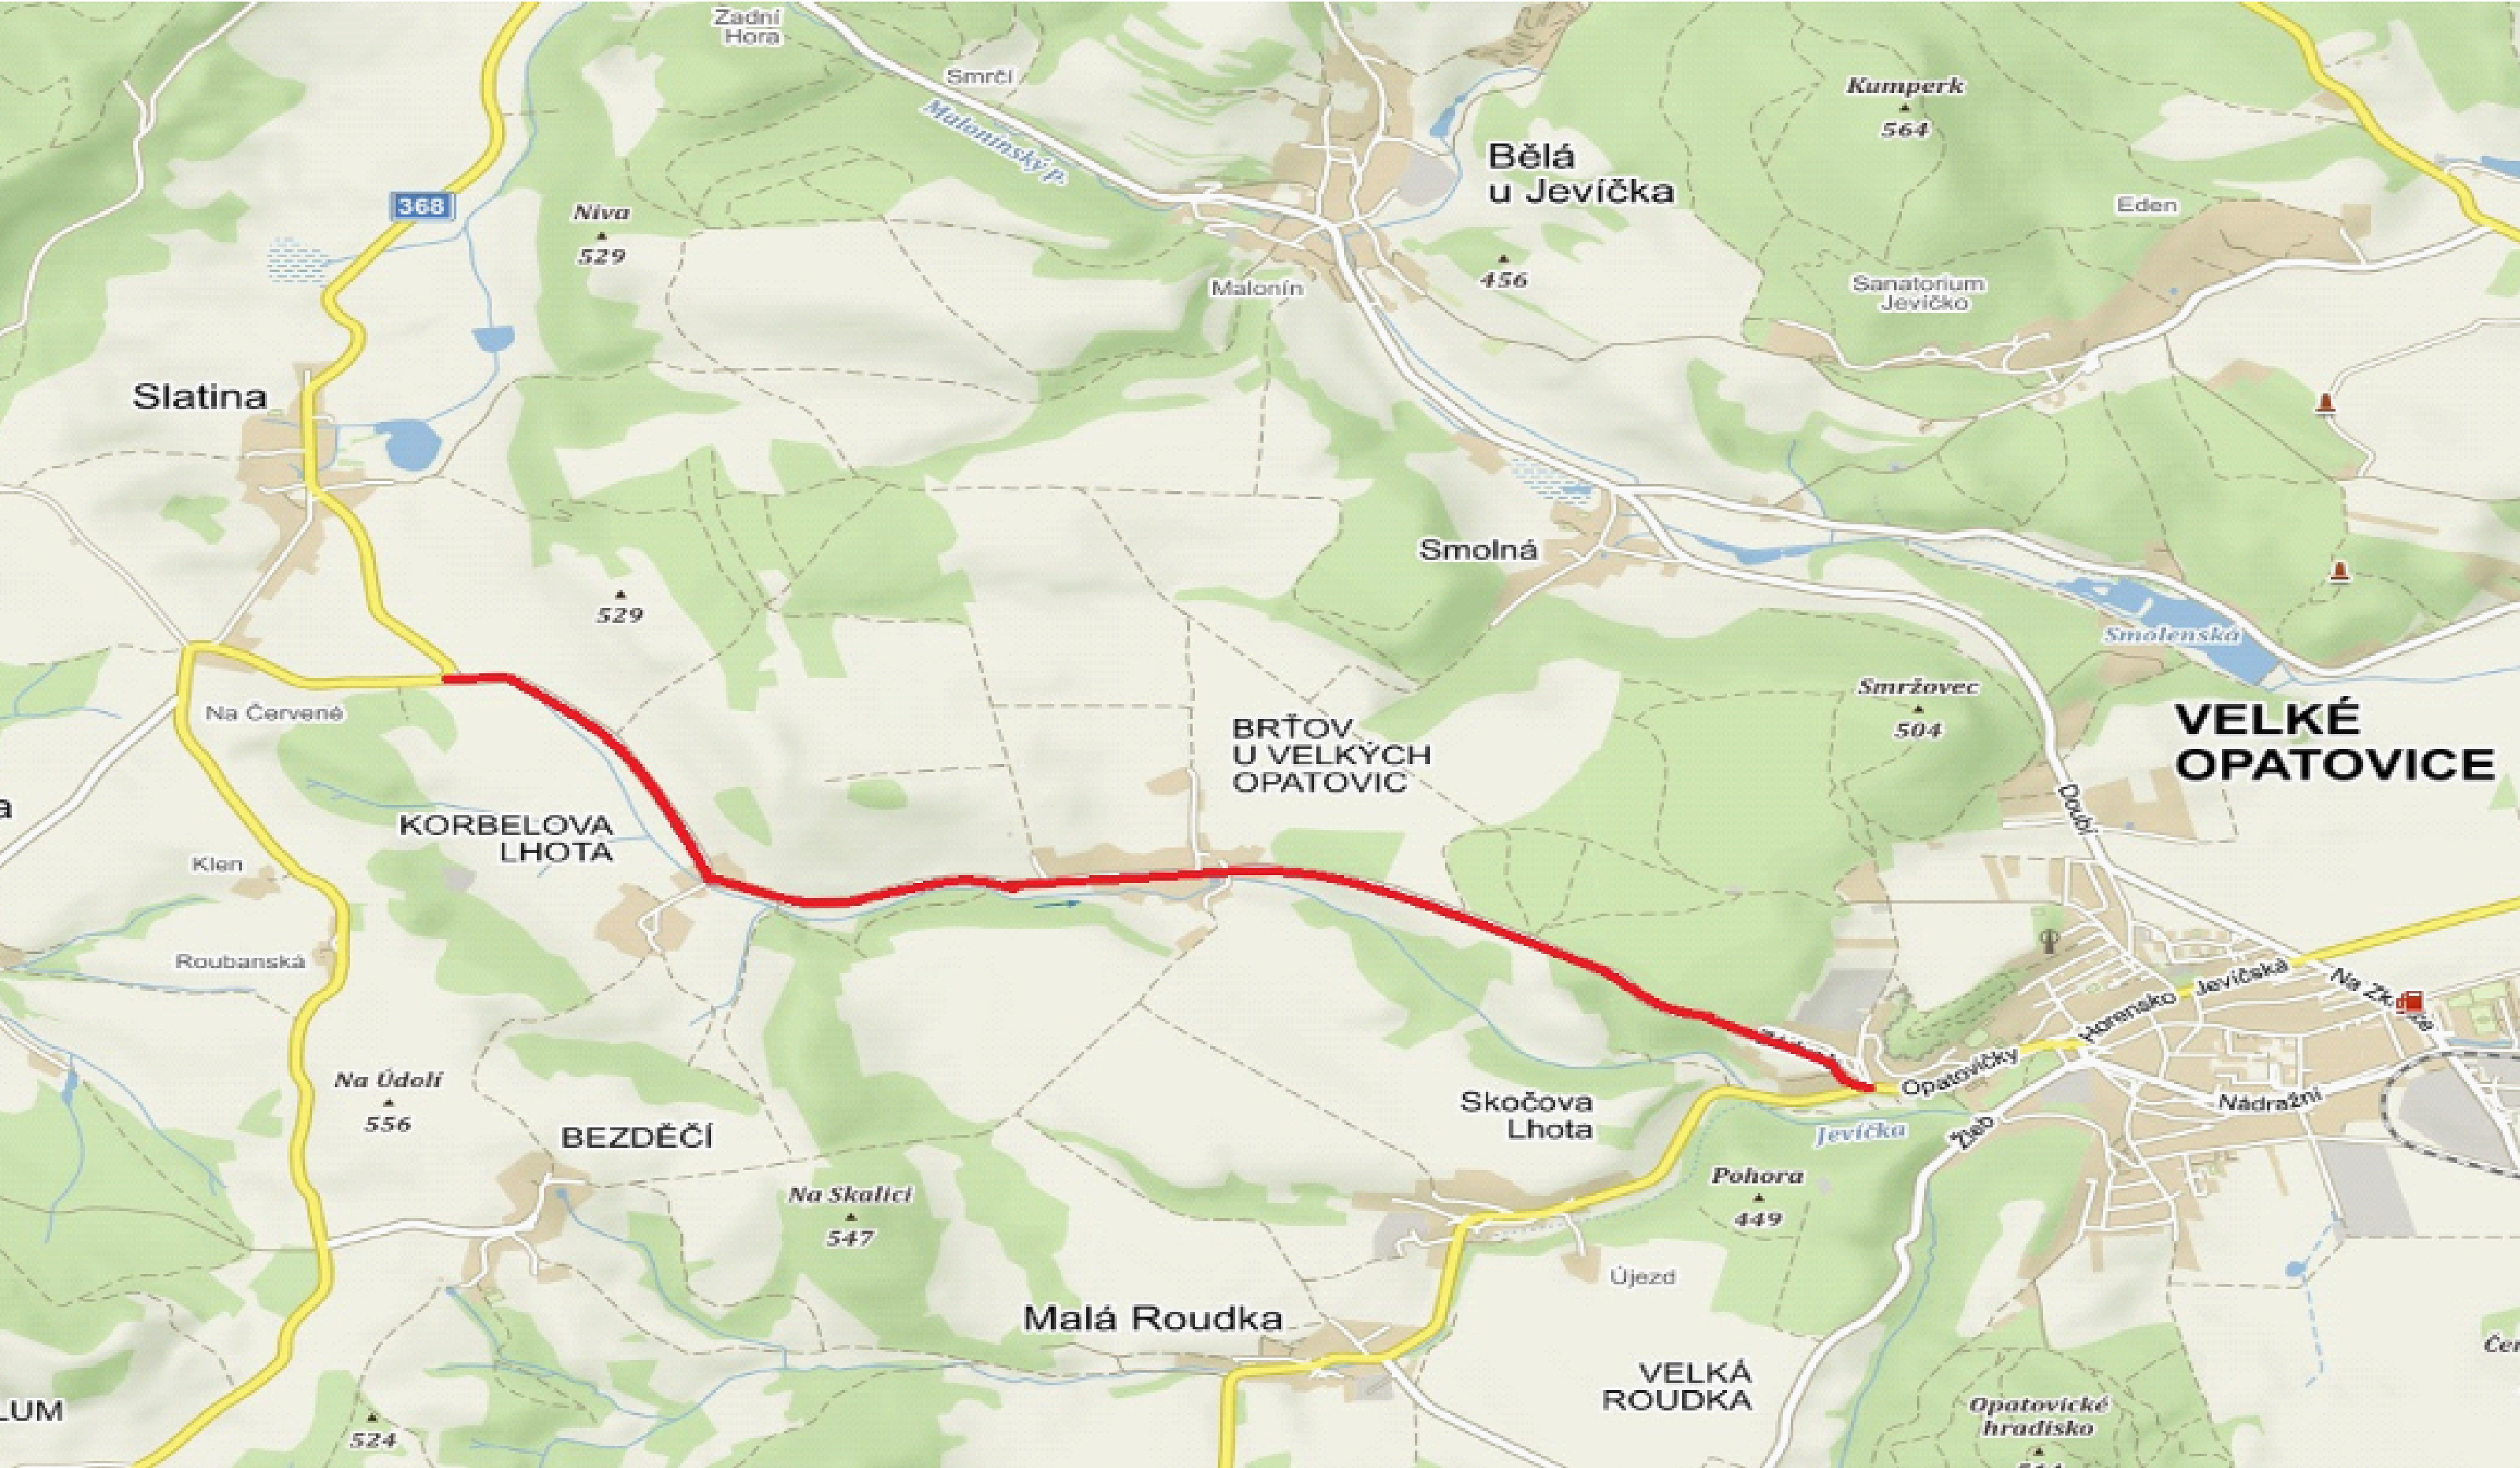 Zadní
Hora
Smrčí
Malonínský p.
Kumperk
564
Bělá
u Jevíčka
368
Niva
529
Eden
456
Malonín
Sanatorium
Jevíčko
Slatina
Smolná
529
Smolenská
Smržovec
504
Na Červené
BRŤOV
U VELKÝCH
OPATOVIC
VELKÉ
OPATOVICE
Doubí
KORBELOVA
LHOTA
Klen
Roubanská
Jevíčská
Horensko
Opatovičky
Na Údolí
556
Skočova
Lhota
Nádražní
BEZDĚČÍ
Jevíčka
Žleb
Na Skalici
547
Pohora
449
Újezd
Malá Roudka
VELKÁ
ROUDKA
Opatovické
hradisko
LUM
524